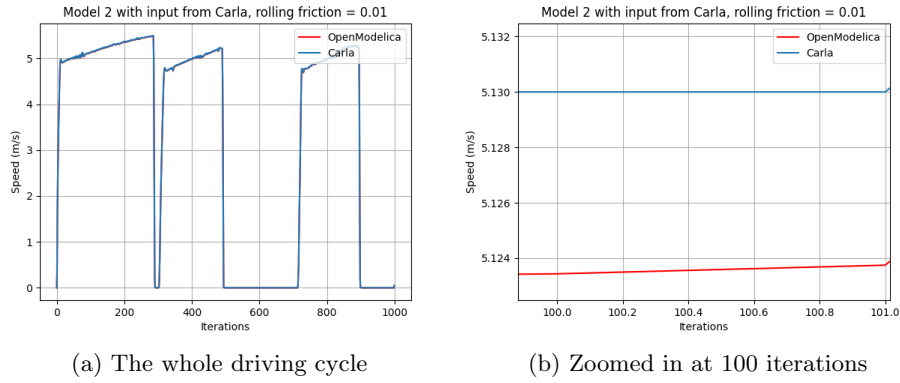 Model 2 with input from Carla, rolling friction = 0.01
OpenModelica
Carla
Speed (m/s)
5
4
3
2
1
0
0 200 400 600 800 1000
Iterations
(a) The whole driving cycle
Model 2 with input from Carla, rolling friction = 0.01
OpenModelica
Carla
Speed (m/s)
5.132
5.130
5.128
5.126
5.124
100.0 100.2 100.4 100.6 100.8 101.0
Iterations
(b) Zoomed in at 100 iterations